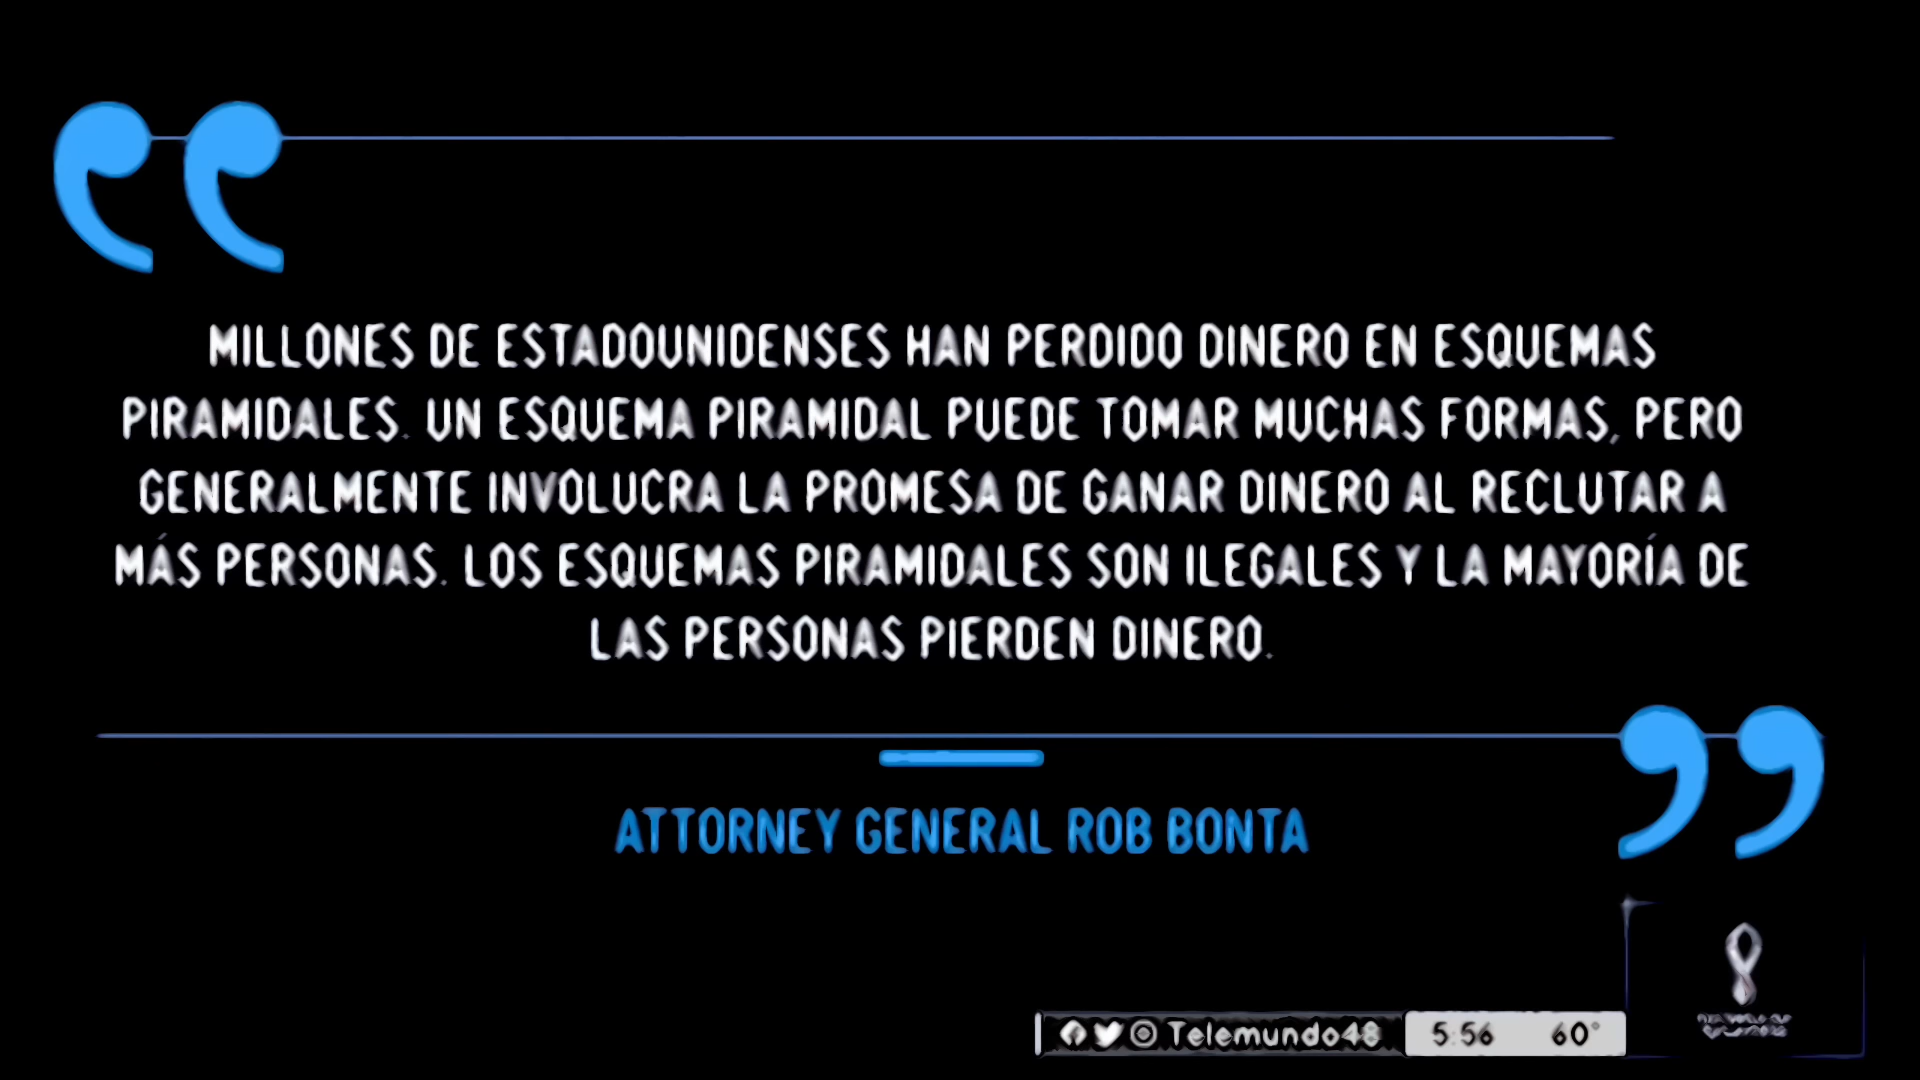 MILLONES DE ESTADOUNIDENSES HAN PERDIDO DINERO EN ESQUEMAS
PIRAMIDALES. UN ESQUEMA PIRAMIDAL PUEDE TOMAR MUCHAS FORMAS, PERO
GENERALMENTE INVOLUCRA LA PROMESA DE GANAR DINERO AL RECLUTAR A
MÁS PERSONAS. LOS ESQUEMAS PIRAMIDALES SON ILEGALES Y LA MAYORÍA DE
LAS PERSONAS PIERDEN DINERO.
ATTORNEY GENERAL ROB BONTA
Telemundo48 5:56 60°